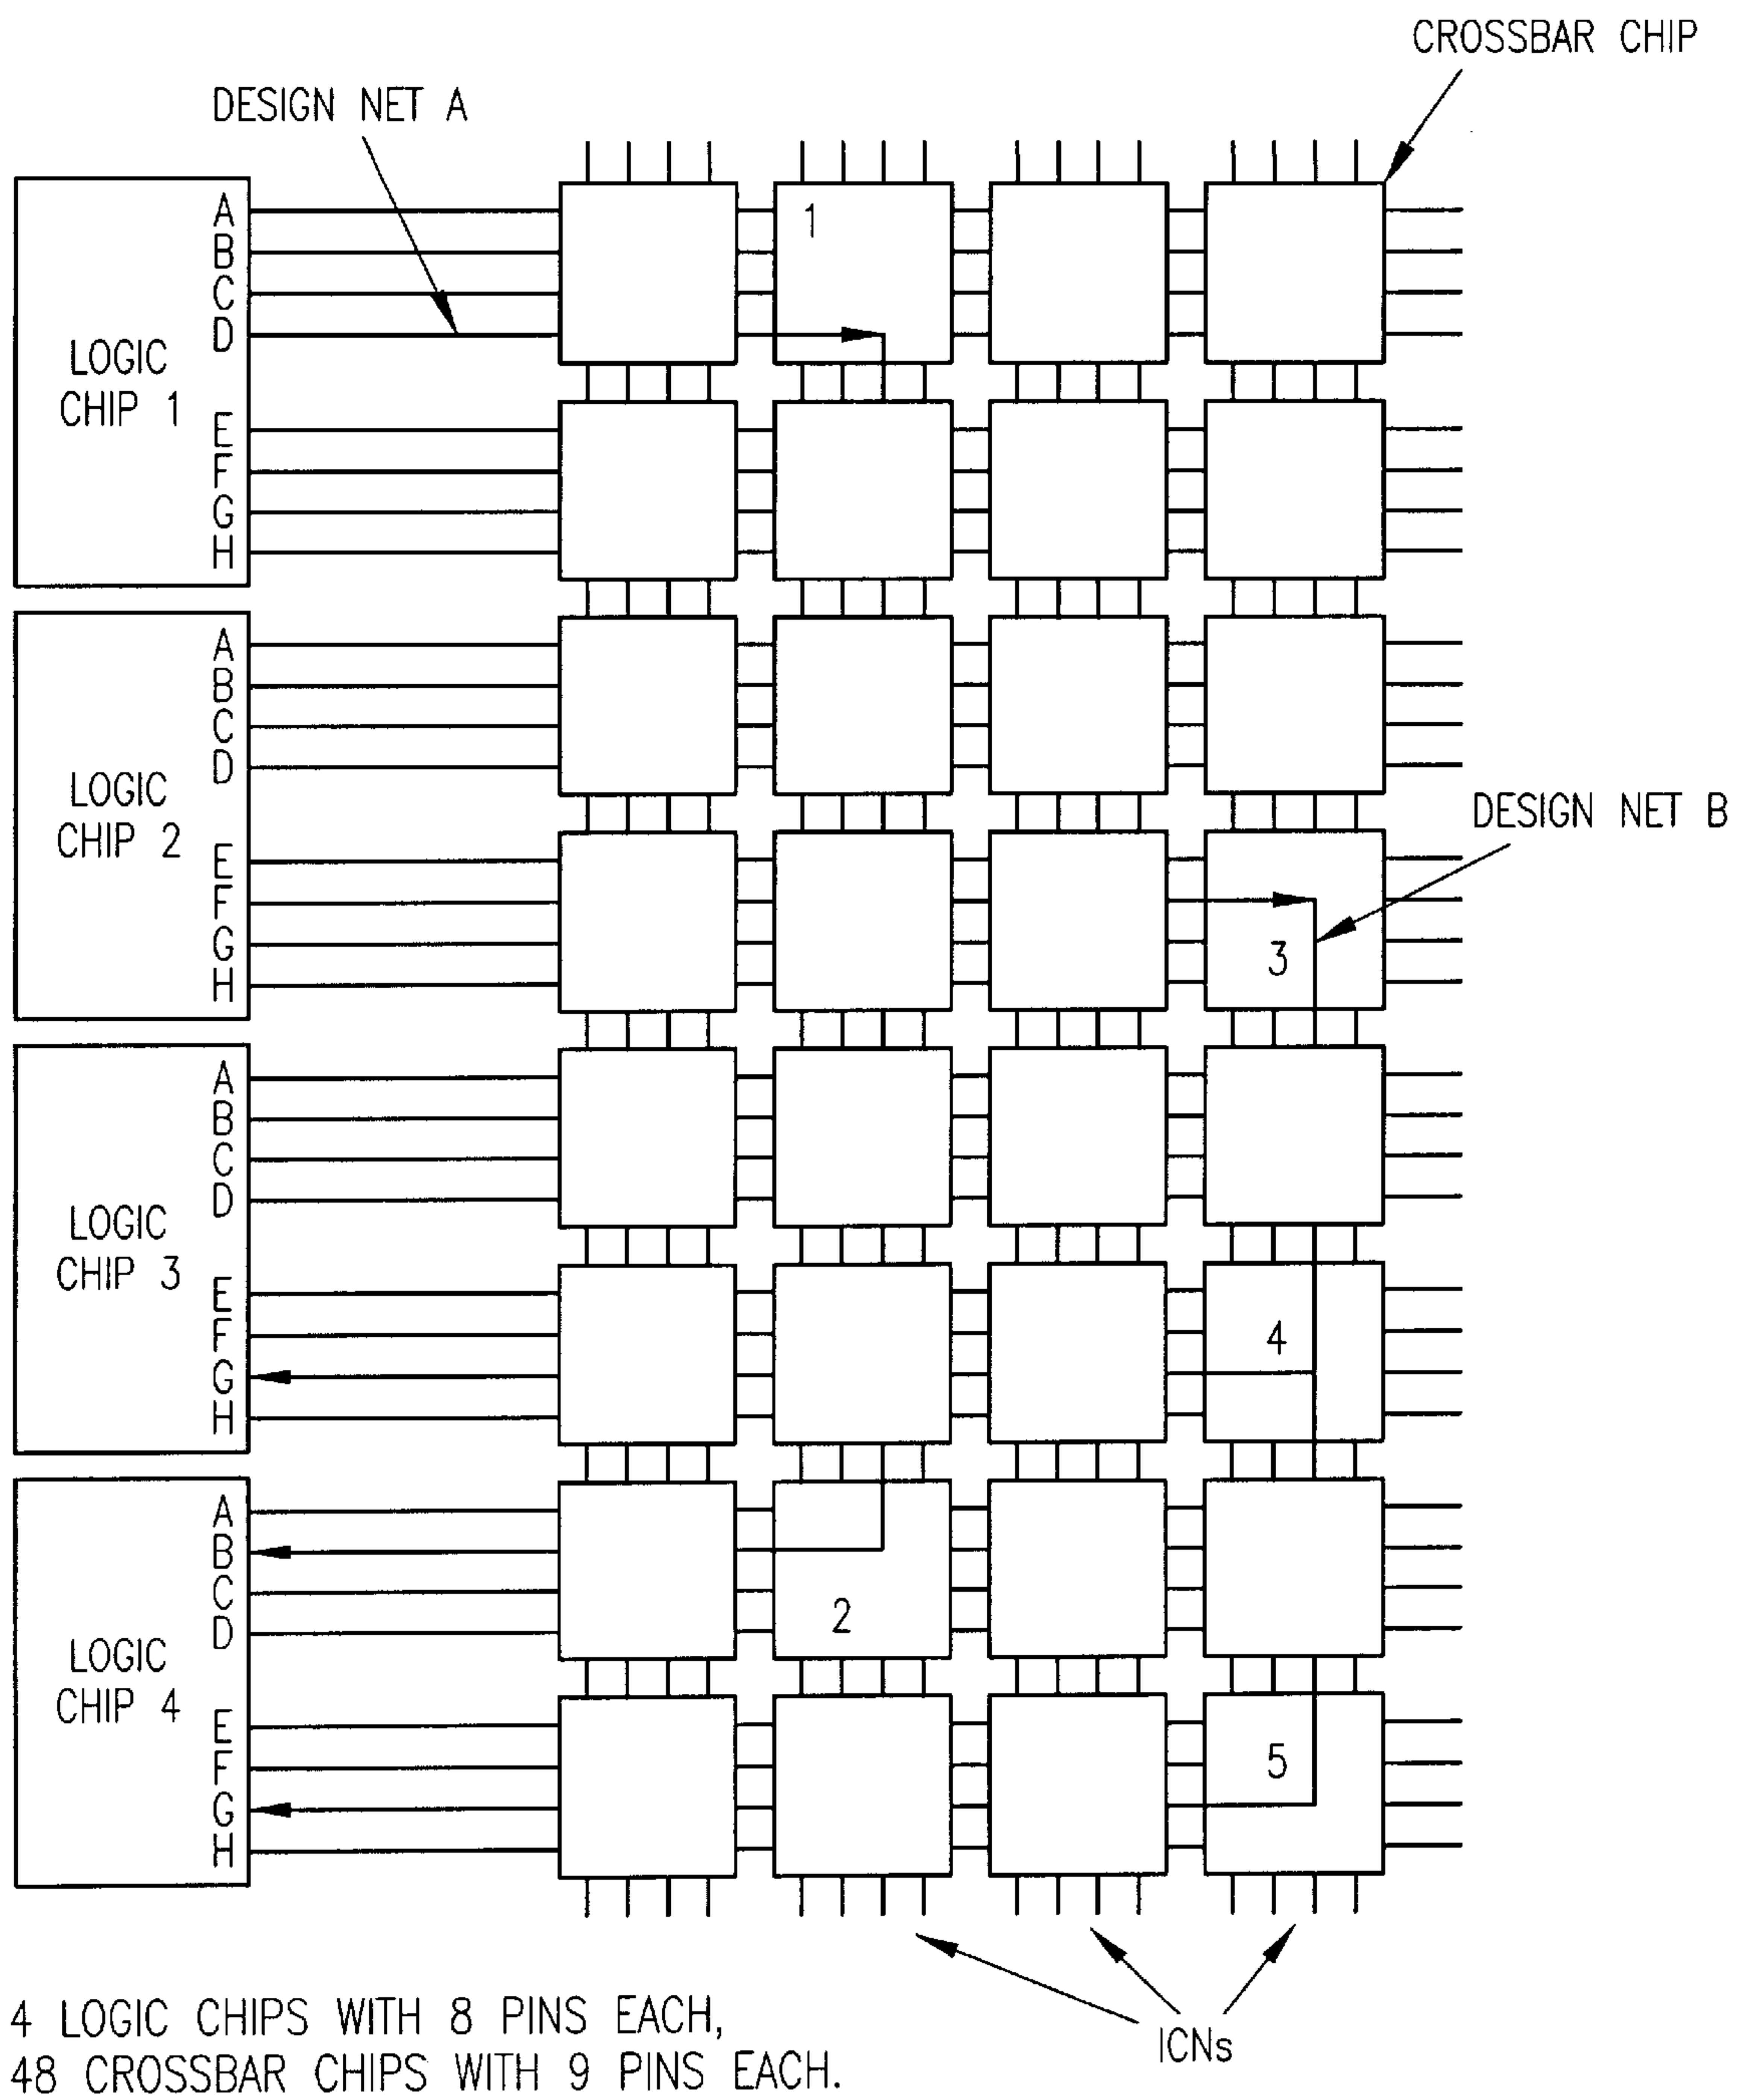 CROSSBAR CHIP
DESIGN NET A
A
B
C
D
E
F
G
H
LOGIC
CHIP 1
1
A
B
C
D
E
F
G
H
LOGIC
CHIP 2
DESIGN NET B
3
A
B
C
D
E
F
G
H
LOGIC
CHIP 3
4
A
B
C
D
E
F
G
H
LOGIC
CHIP 4
2
5
ICNs
4 LOGIC CHIPS WITH 8 PINS EACH,
48 CROSSBAR CHIPS WITH 9 PINS EACH.